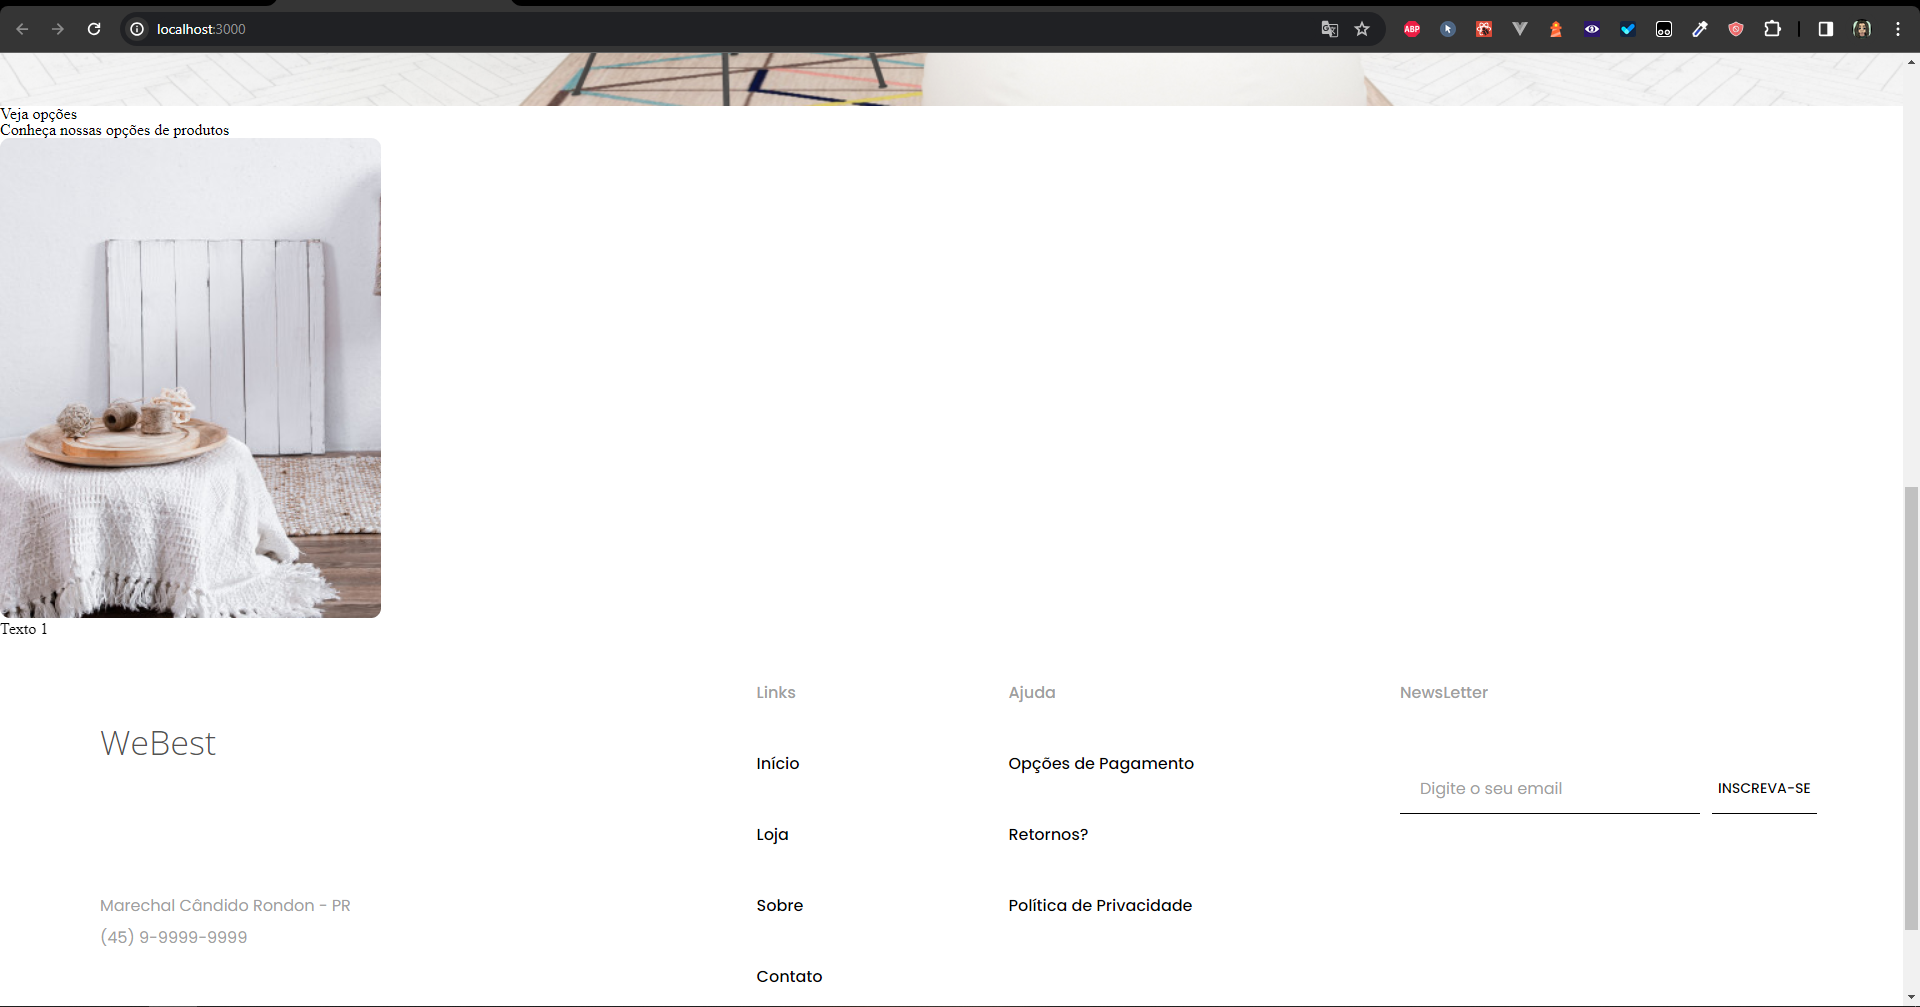 localhost:3000
ABP
Veja opções
Conheça nossas opções de produtos
Texto 1
WeBest
Marechal Cândido Rondon - PR
(45) 9-9999-9999
Links
Início
Loja
Sobre
Contato
Ajuda
Opções de Pagamento
Retornos?
Política de Privacidade
NewsLetter
Digite o seu email
INSCREVA-SE